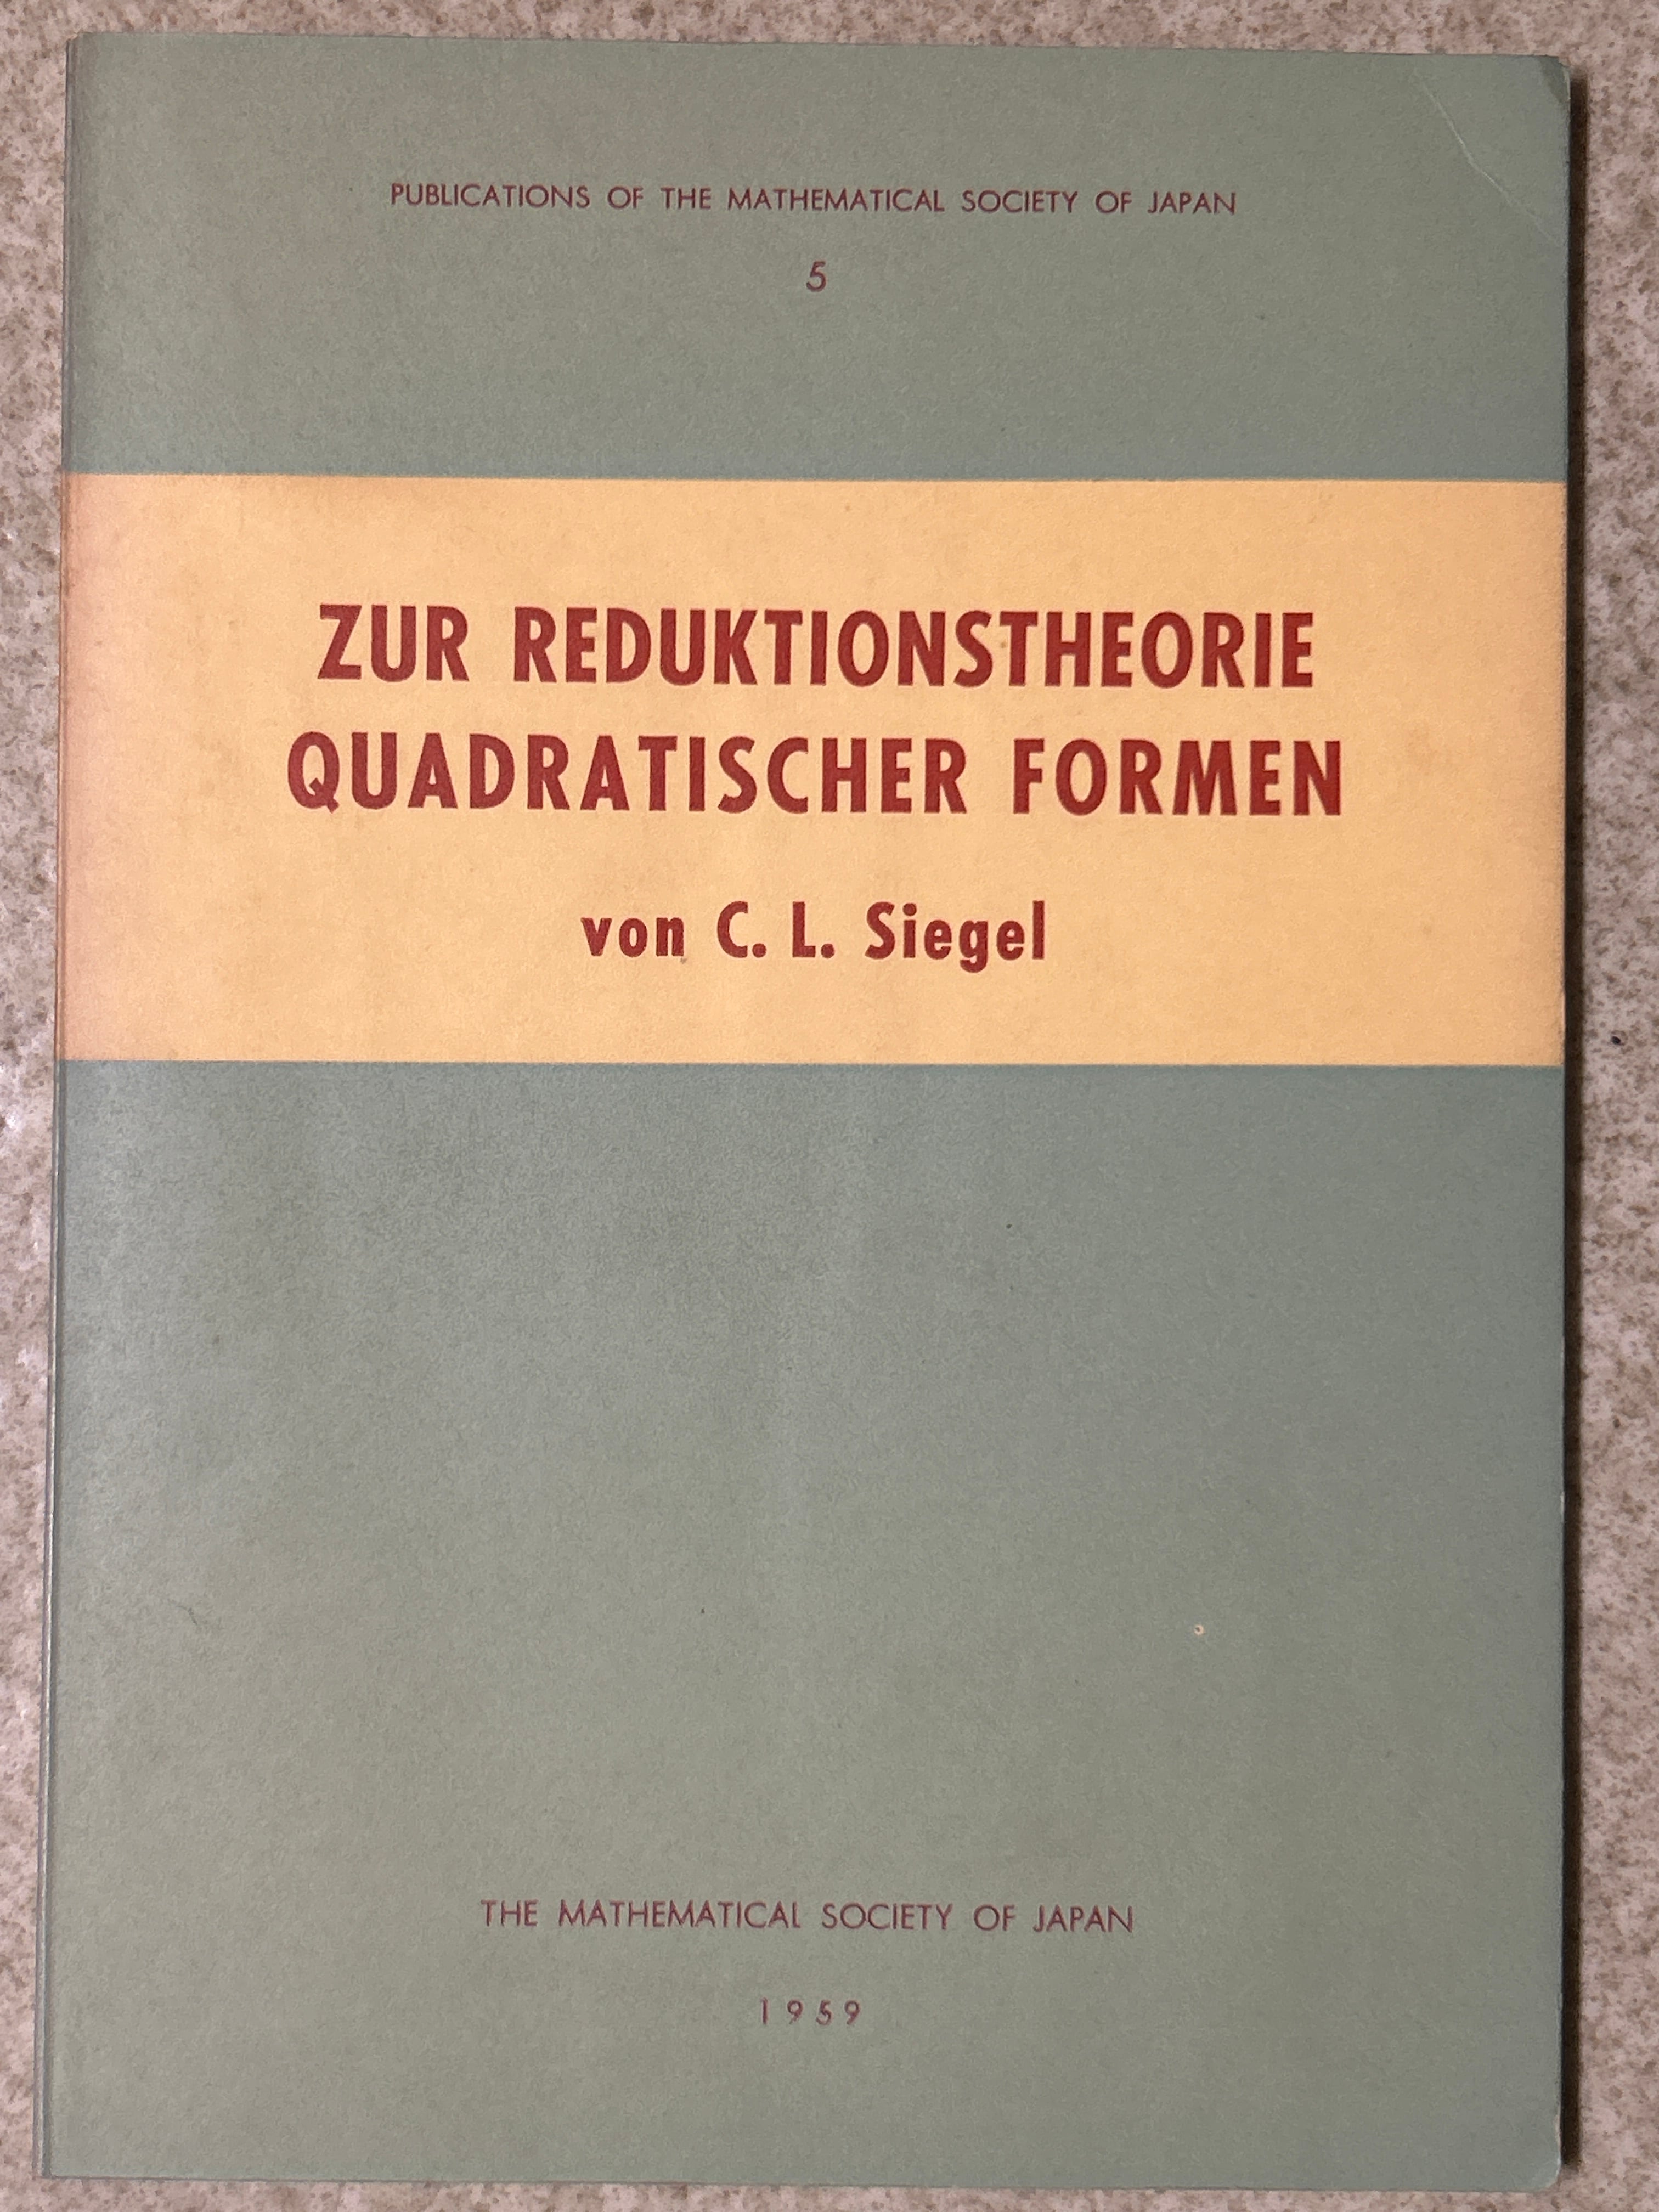 PUBLICATIONS OF THE MATHEMATICAL SOCIETY OF JAPAN
5
ZUR REDUKTIONSTHEORIE
QUADRATISCHER FORMEN
von C. L. Siegel
THE MATHEMATICAL SOCIETY OF JAPAN
1959